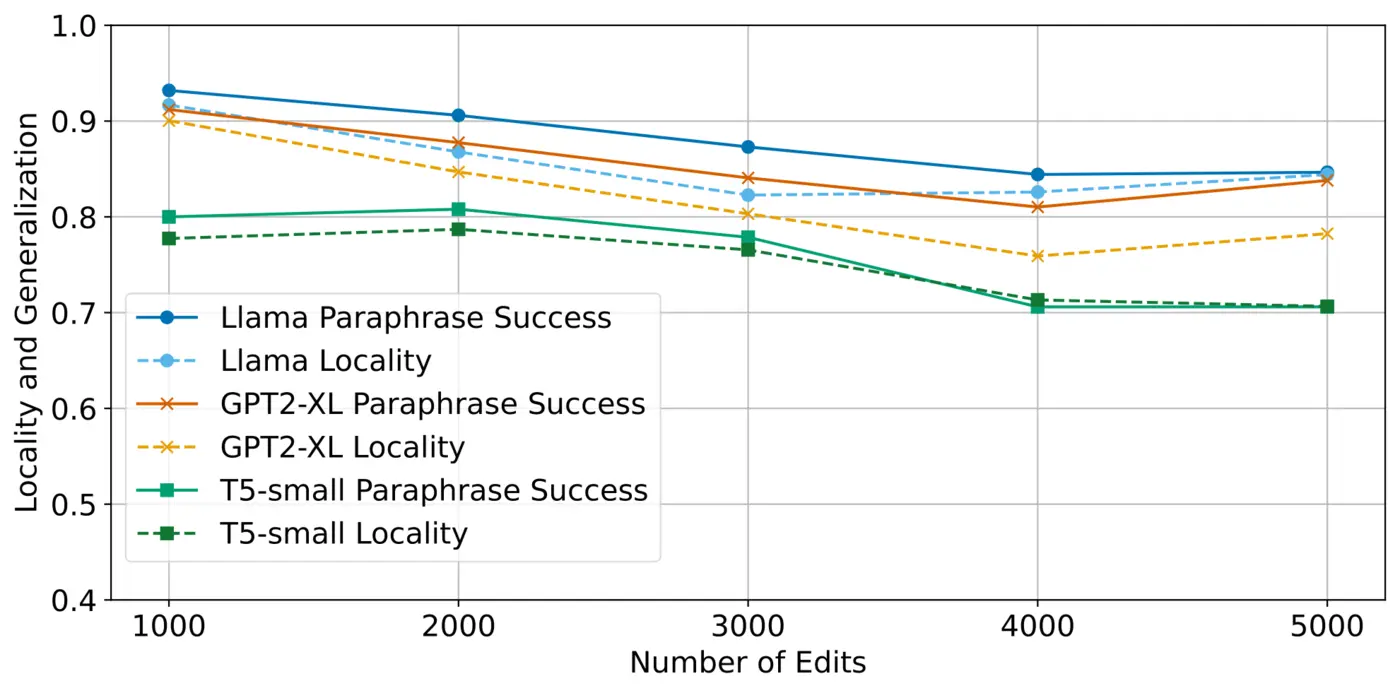 1.0
0.9
0.8
0.7
0.6
0.5
0.4
Locality and Generalization
Llama Paraphrase Success
Llama Locality
GPT2-XL Paraphrase Success
GPT2-XL Locality
T5-small Paraphrase Success
T5-small Locality
1000 2000 3000 4000 5000
Number of Edits